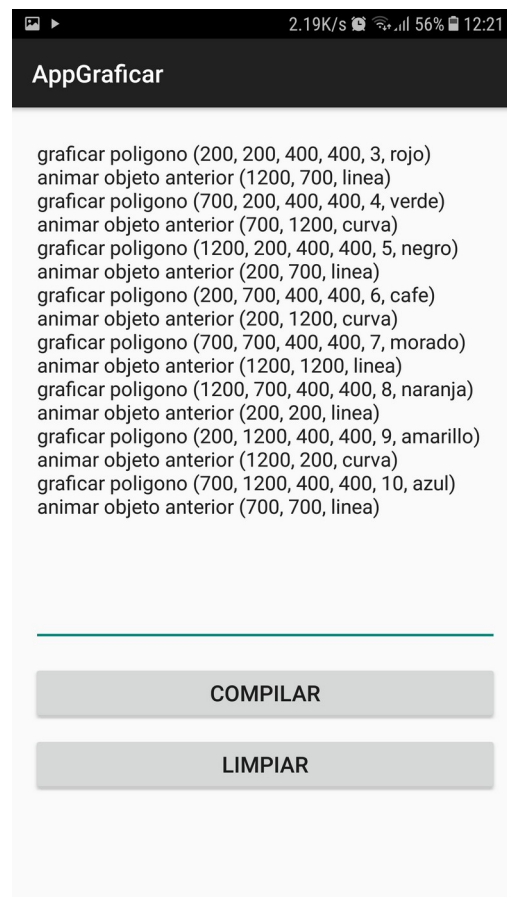 2.19K/s 56% 12:21
AppGraficar
graficar poligono (200, 200, 400, 400, 3, rojo)
animar objeto anterior (1200, 700, linea)
graficar poligono (700, 200, 400, 400, 4, verde)
animar objeto anterior (700, 1200, curva)
graficar poligono (1200, 200, 400, 400, 5, negro)
animar objeto anterior (200, 700, linea)
graficar poligono (200, 700, 400, 400, 6, cafe)
animar objeto anterior (200, 1200, curva)
graficar poligono (700, 700, 400, 400, 7, morado)
animar objeto anterior (1200, 1200, linea)
graficar poligono (1200, 700, 400, 400, 8, naranja)
animar objeto anterior (200, 200, linea)
graficar poligono (200, 1200, 400, 400, 9, amarillo)
animar objeto anterior (1200, 200, curva)
graficar poligono (700, 1200, 400, 400, 10, azul)
animar objeto anterior (700, 700, linea)
COMPILAR
LIMPIAR